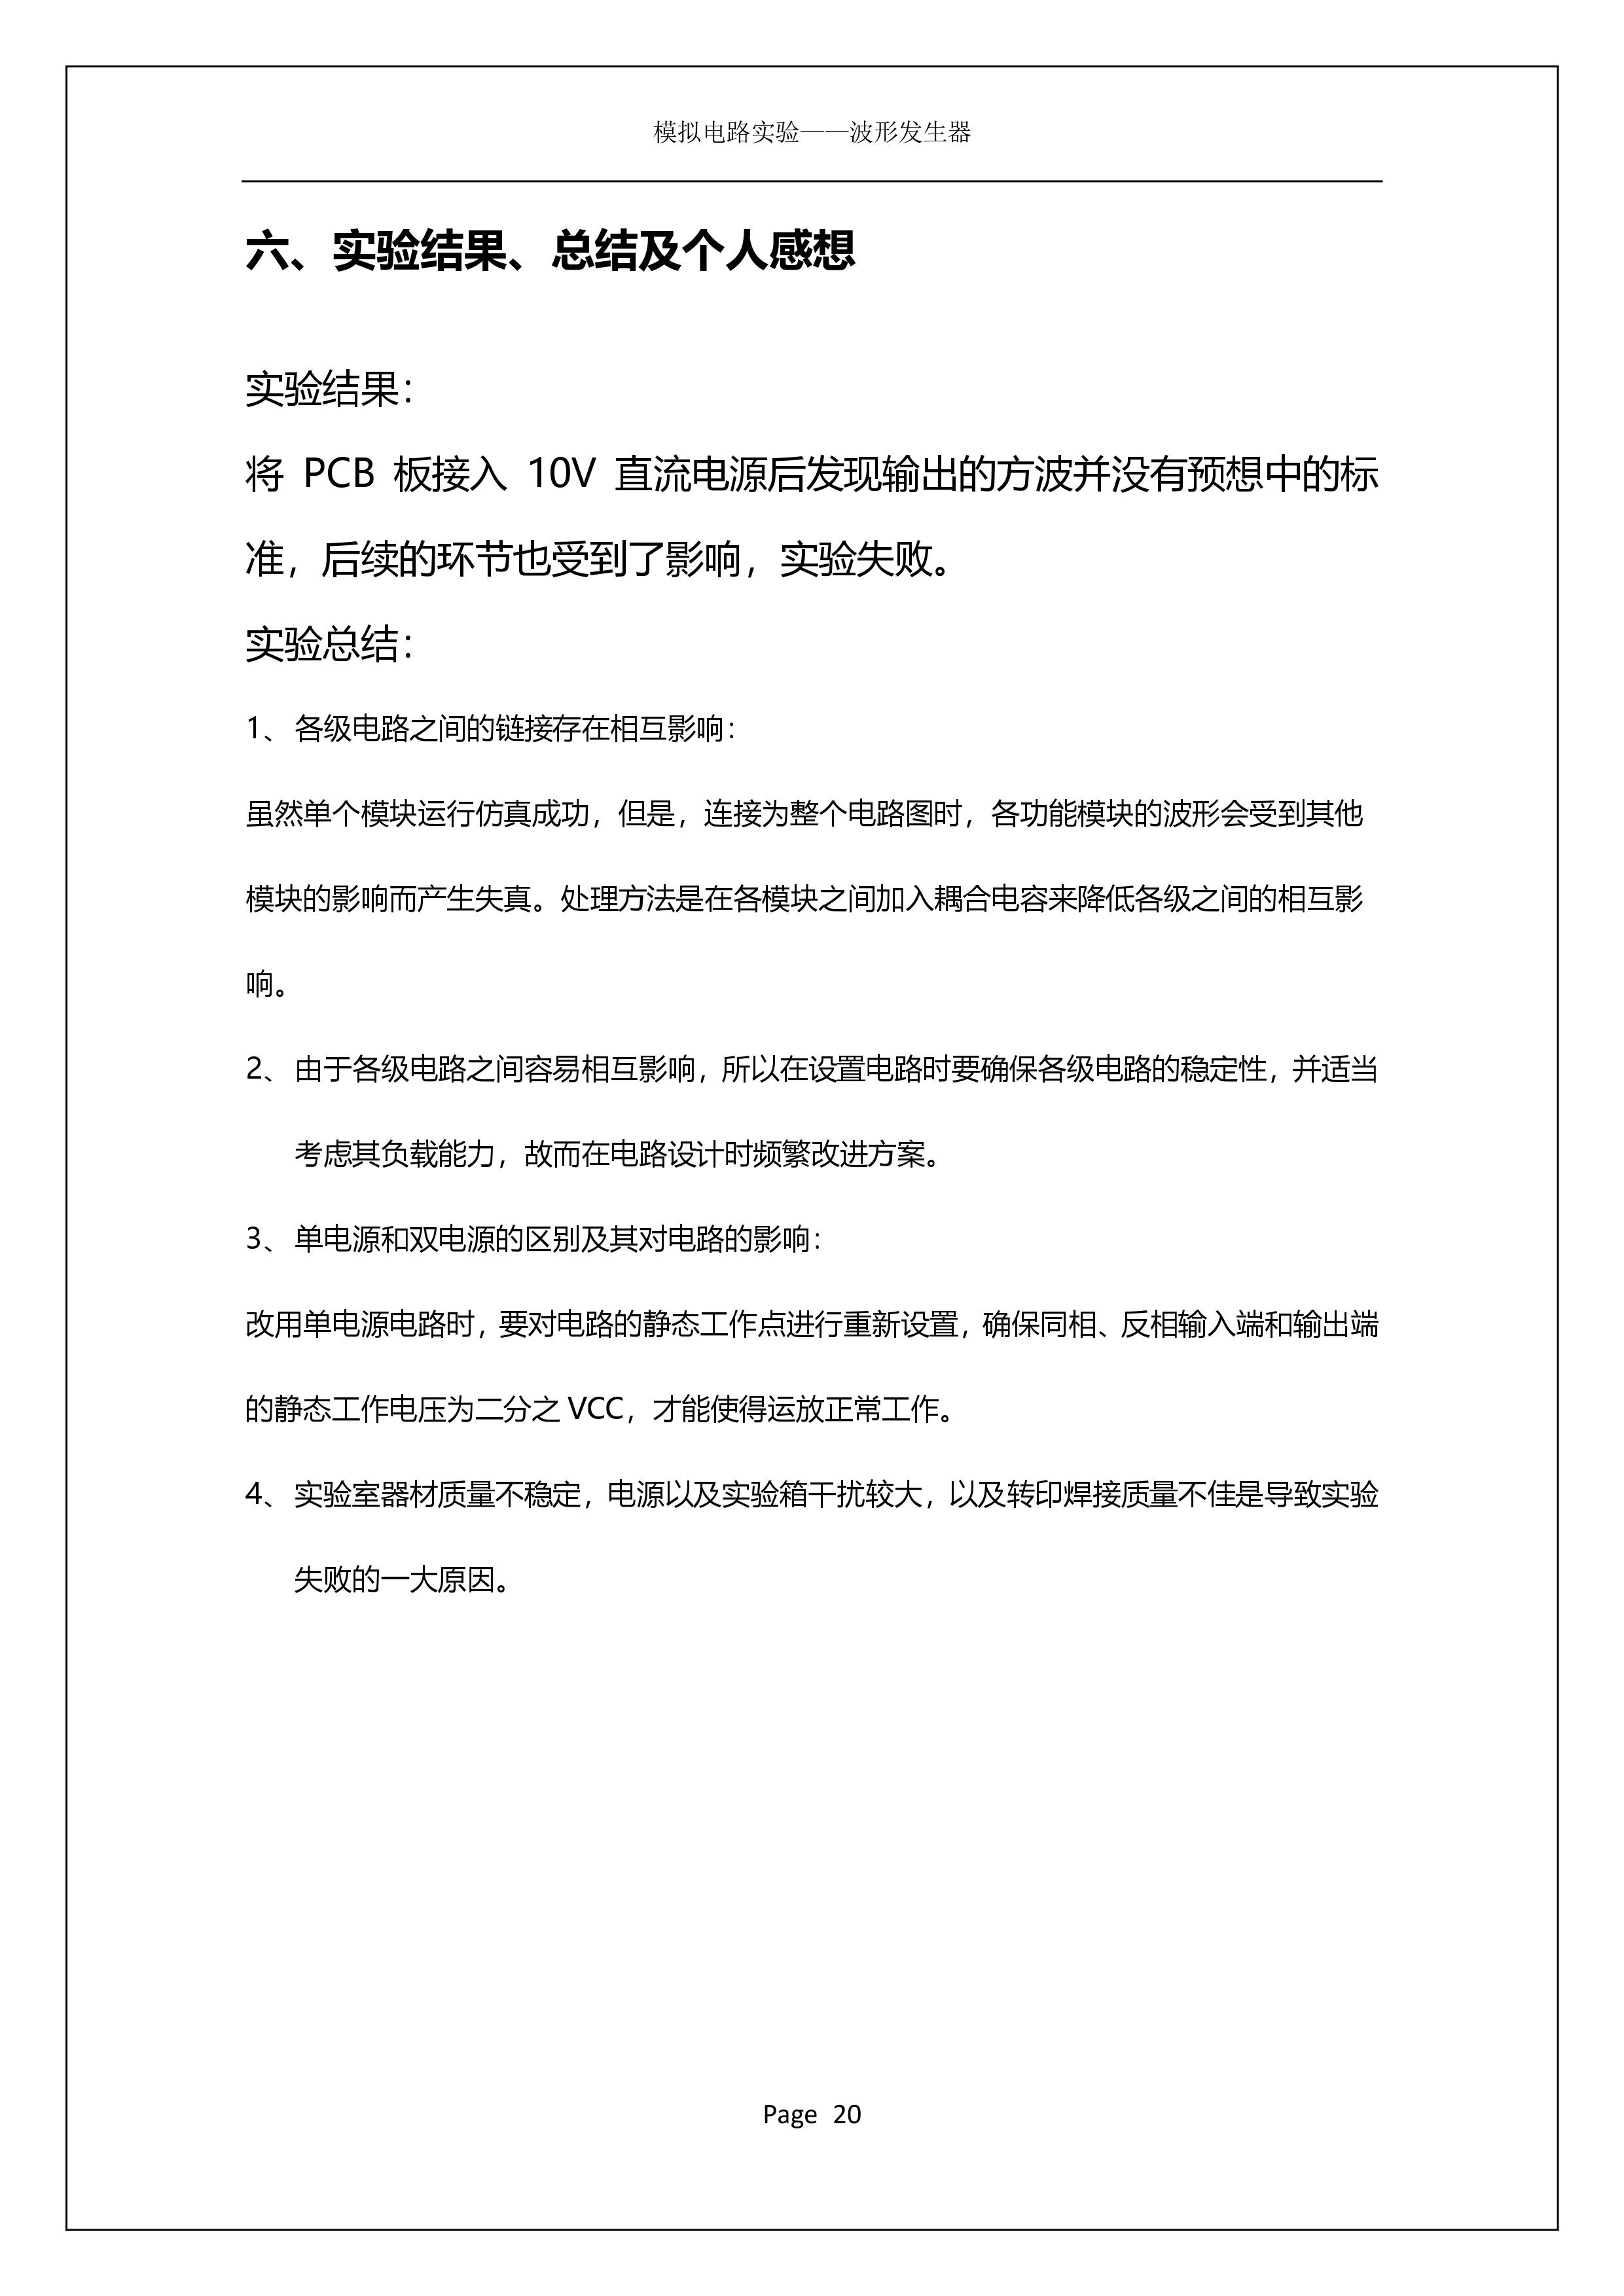 模拟电路实验——波形发生器
六、实验结果、总结及个人感想
实验结果：
将 PCB 板接入 10V 直流电源后发现输出的方波并没有预想中的标
准，后续的环节也受到了影响，实验失败。
实验总结：
1、 各级电路之间的链接存在相互影响：
虽然单个模块运行仿真成功，但是，连接为整个电路图时，各功能模块的波形会受到其他
模块的影响而产生失真。处理方法是在各模块之间加入耦合电容来降低各级之间的相互影
响。
2、 由于各级电路之间容易相互影响，所以在设置电路时要确保各级电路的稳定性，并适当
考虑其负载能力，故而在电路设计时频繁改进方案。
3、 单电源和双电源的区别及其对电路的影响：
改用单电源电路时，要对电路的静态工作点进行重新设置，确保同相、反相输入端和输出端
的静态工作电压为二分之 VCC，才能使得运放正常工作。
4、 实验室器材质量不稳定，电源以及实验箱干扰较大，以及转印焊接质量不佳是导致实验
失败的一大原因。
Page 20